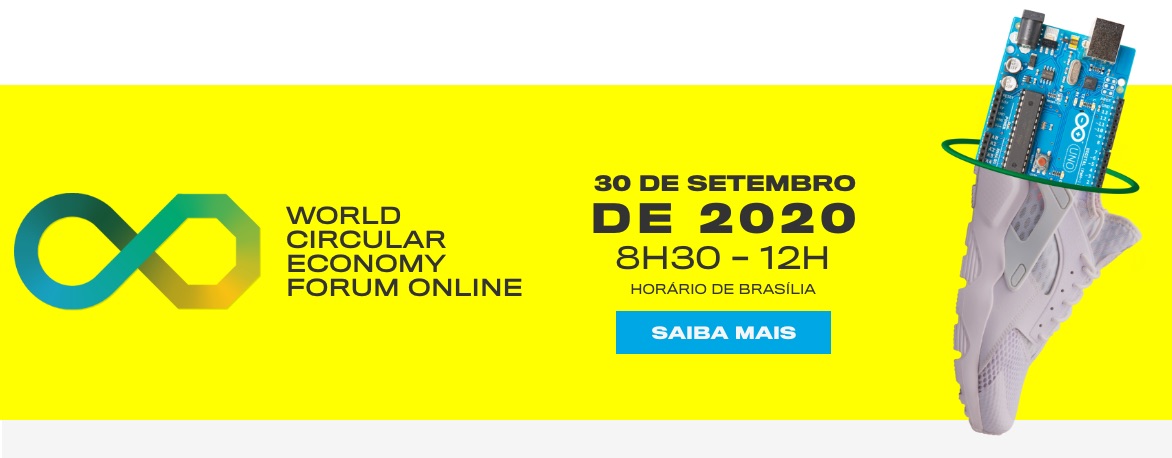 WORLD
CIRCULAR
ECONOMY
FORUM ONLINE
30 DE SETEMBRO
DE 2020
8H30 – 12H
HORÁRIO DE BRASÍLIA
SAIBA MAIS
UNO